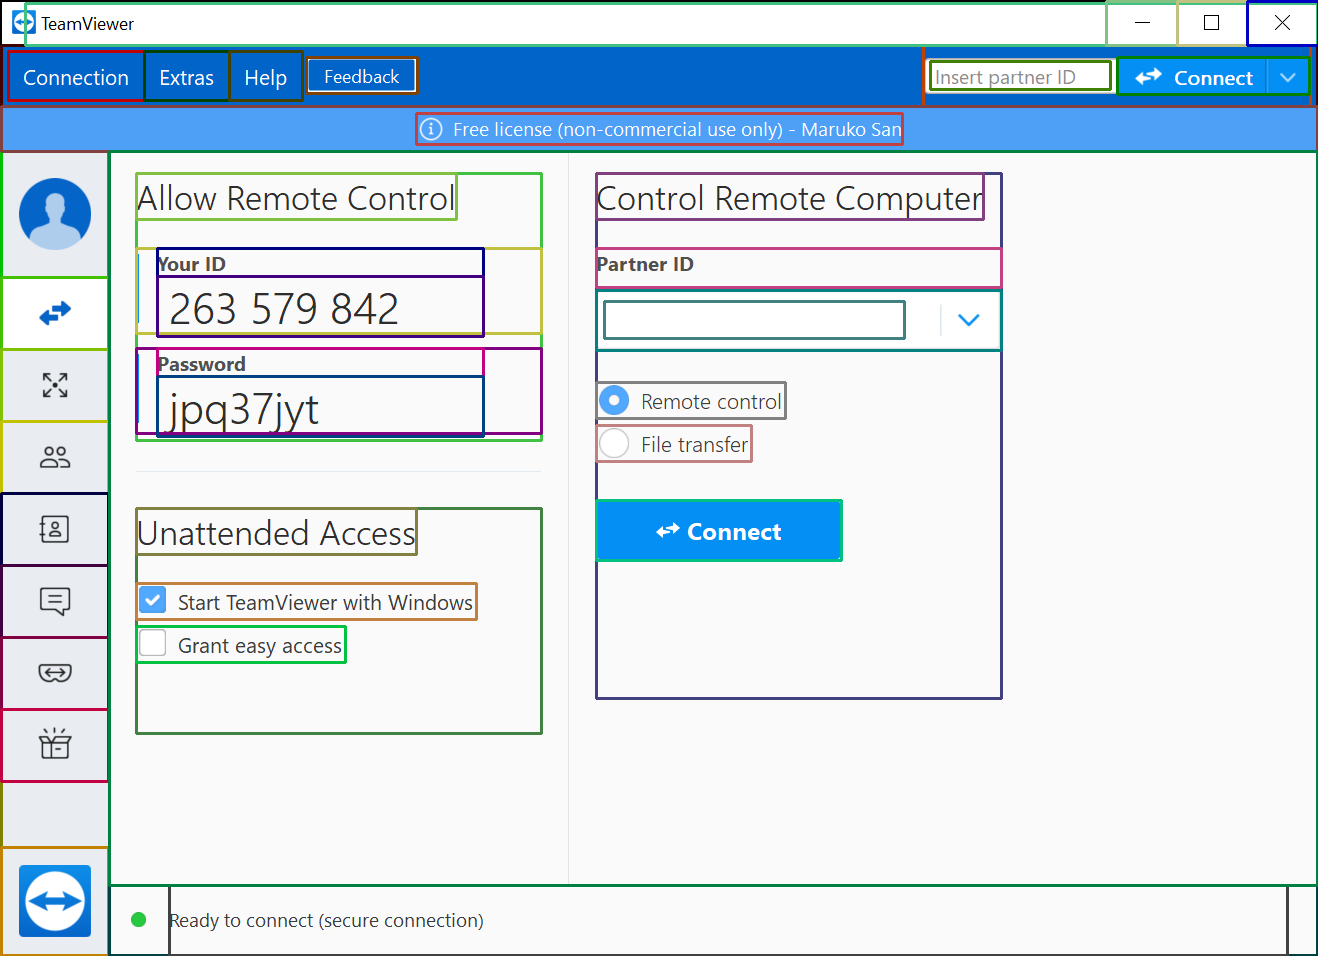 TeamViewer
Connection Extras Help Feedback Insert partner ID Connect
Free license (non-commercial use only) - Maruko San
Allow Remote Control
Your ID
263 579 842
Password
jpq37jyt
Unattended Access
Start TeamViewer with Windows
Grant easy access
Control Remote Computer
Partner ID
Remote control
File transfer
Connect
Ready to connect (secure connection)